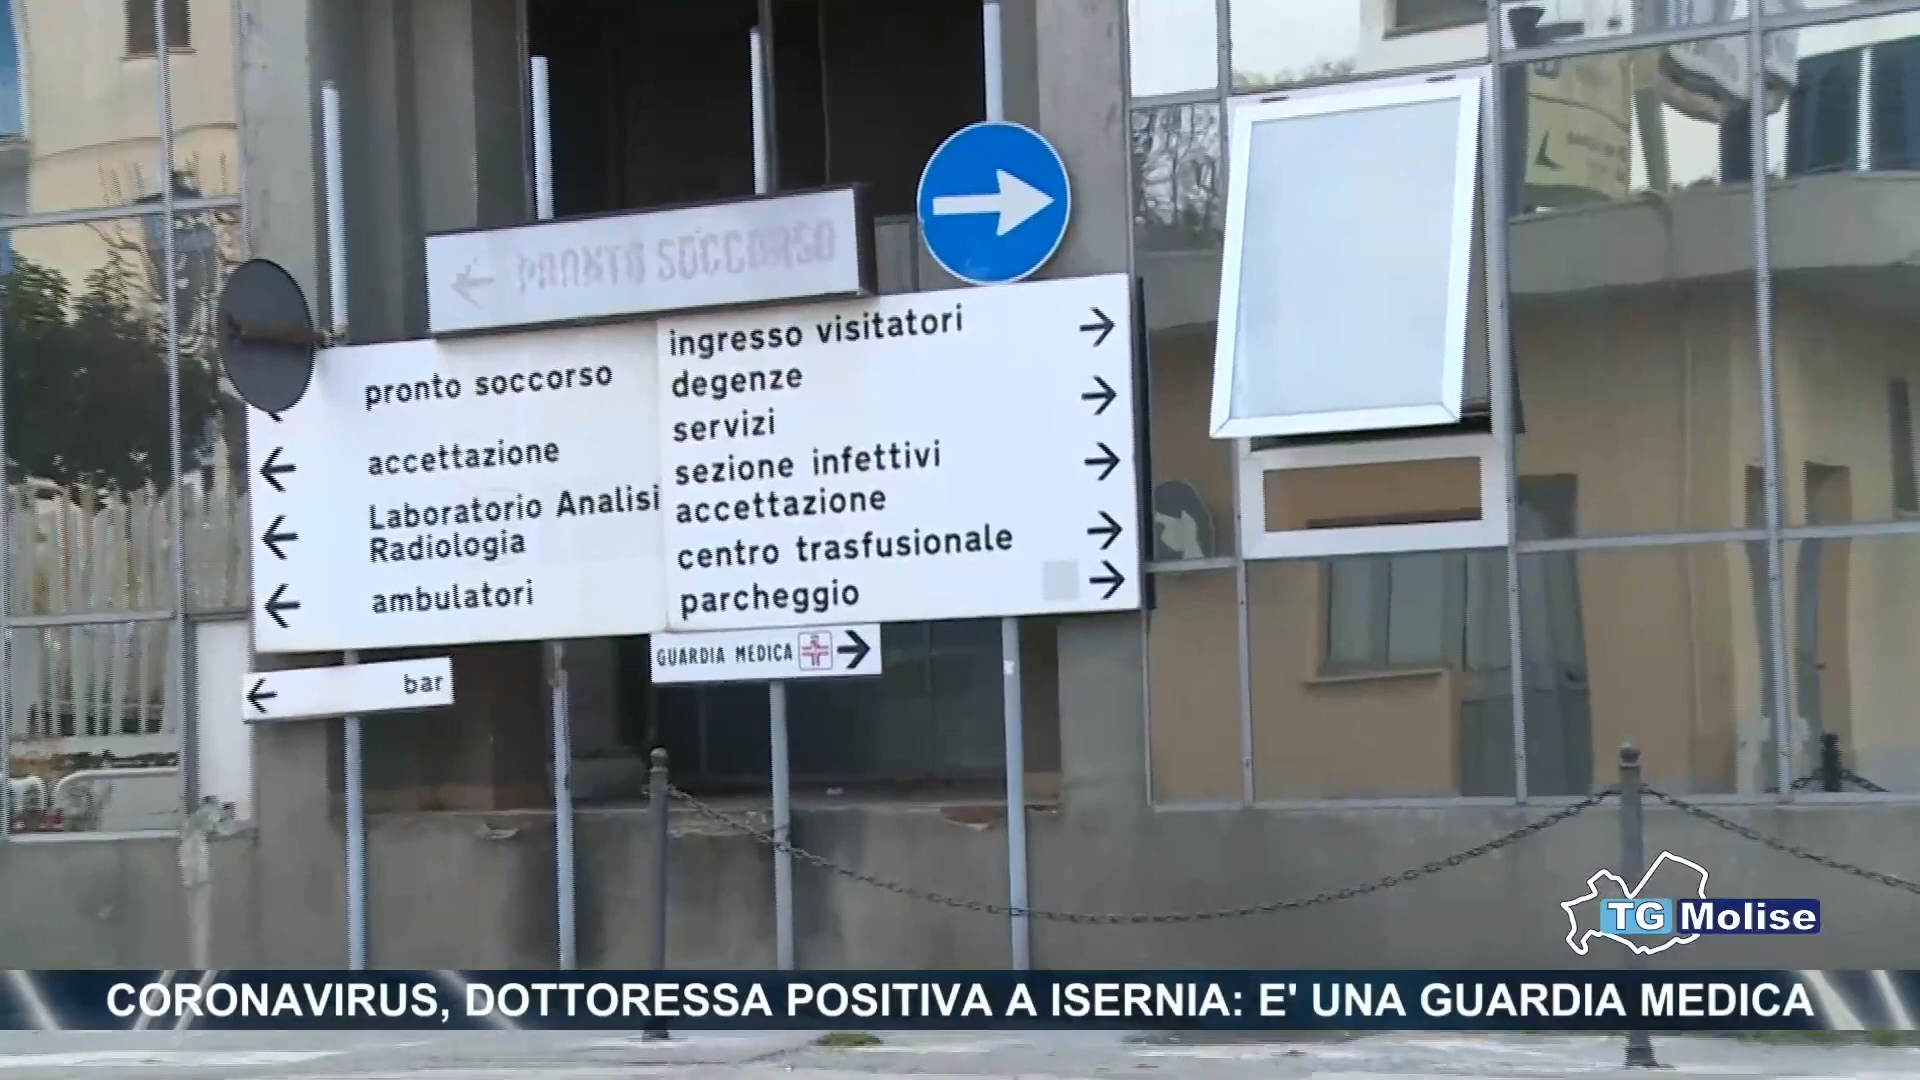 PRONTO SOCCORSO
pronto soccorso
accettazione
Laboratorio Analisi
Radiologia
ambulatori
ingresso visitatori
degenze
servizi
sezione infettivi
accettazione
centro trasfusionale
parcheggio
GUARDIA MEDICA
bar
TG Molise
CORONAVIRUS, DOTTORESSA POSITIVA A ISERNIA: E' UNA GUARDIA MEDICA